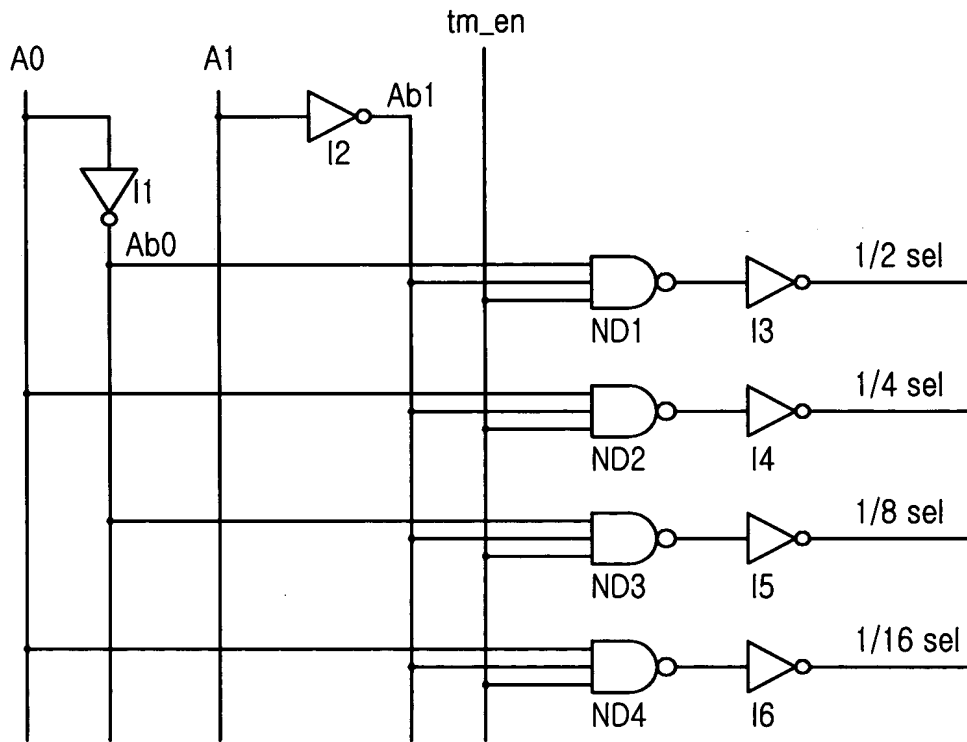 tm_en
A0
A1
Ab1
I2
I1
Ab0
1/2 sel
ND1
I3
1/4 sel
ND2
I4
1/8 sel
ND3
I5
1/16 sel
ND4
I6